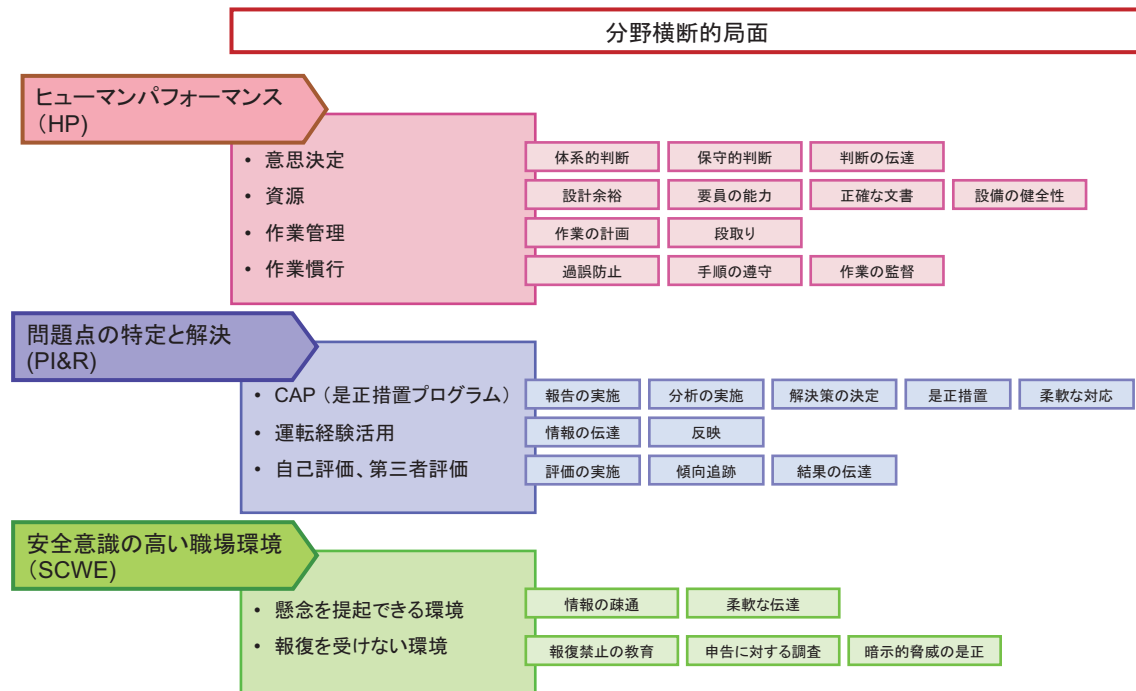 分野横断的局面
ヒューマンパフォーマンス
（HP)
• 意思決定 体系的判断 保守的判断 判断の伝達
• 資源 設計余裕 要員の能力 正確な文書 設備の健全性
• 作業管理 作業の計画 段取り
• 作業慣行 過誤防止 手順の遵守 作業の監督
問題点の特定と解決
(PI&R)
• CAP（是正措置プログラム） 報告の実施 分析の実施 解決策の決定 是正措置 柔軟な対応
• 運転経験活用 情報の伝達 反映
• 自己評価、第三者評価 評価の実施 傾向追跡 結果の伝達
安全意識の高い職場環境
（SCWE)
• 懸念を提起できる環境 情報の疎通 柔軟な伝達
• 報復を受けない環境 報復禁止の教育 申告に対する調査 暗示的脅威の是正